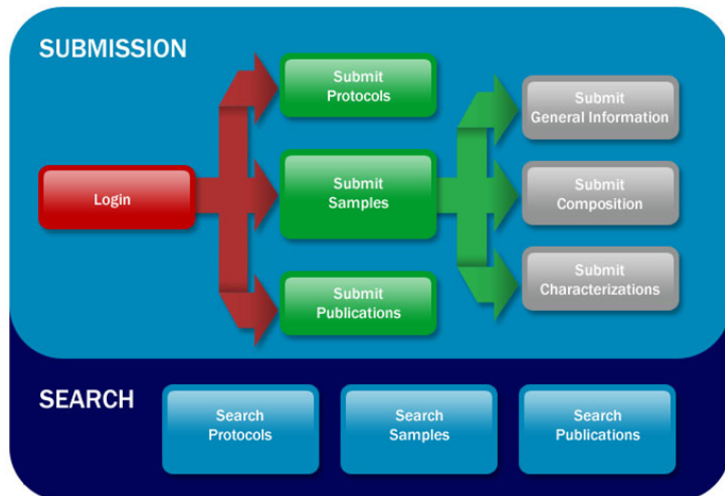 SUBMISSION
Submit
Protocols
Submit
General Information
Login
Submit
Samples
Submit
Composition
Submit
Publications
Submit
Characterizations
SEARCH
Search
Protocols
Search
Samples
Search
Publications